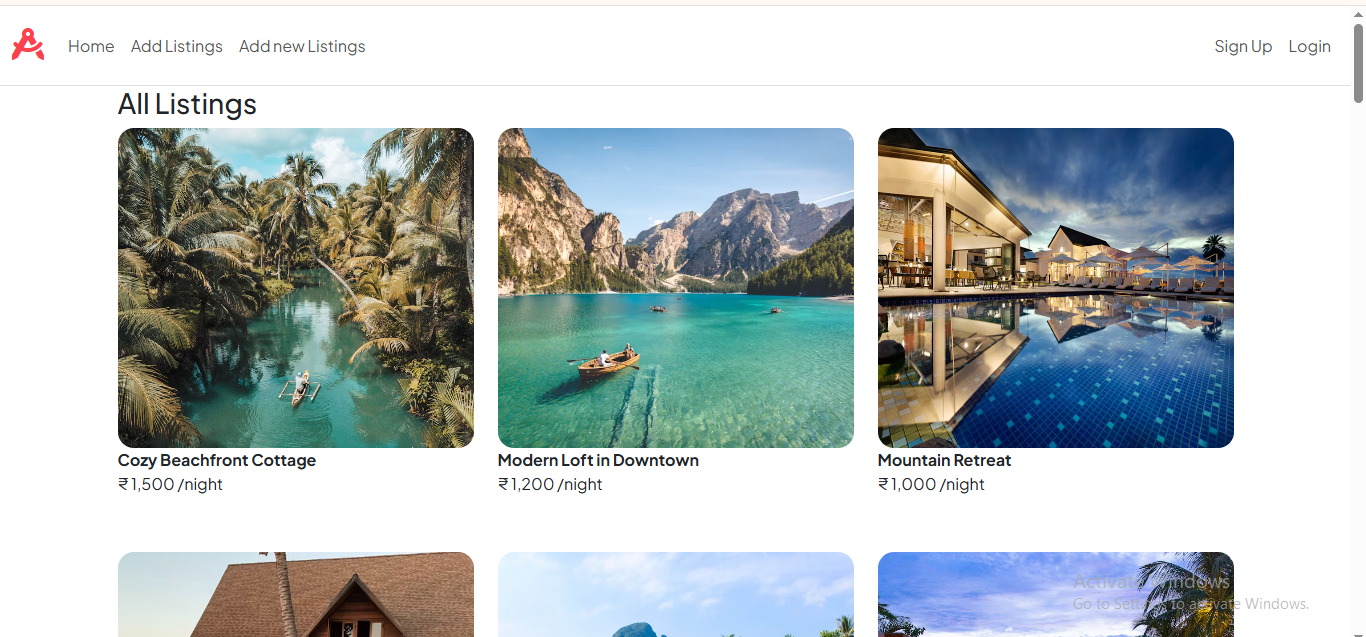 Home Add Listings Add new Listings Sign Up Login
All Listings
Cozy Beachfront Cottage Modern Loft in Downtown Mountain Retreat
₹ 1,500 /night ₹ 1,200 /night ₹ 1,000 /night
Activate Windows
Go to Settings to activate Windows.